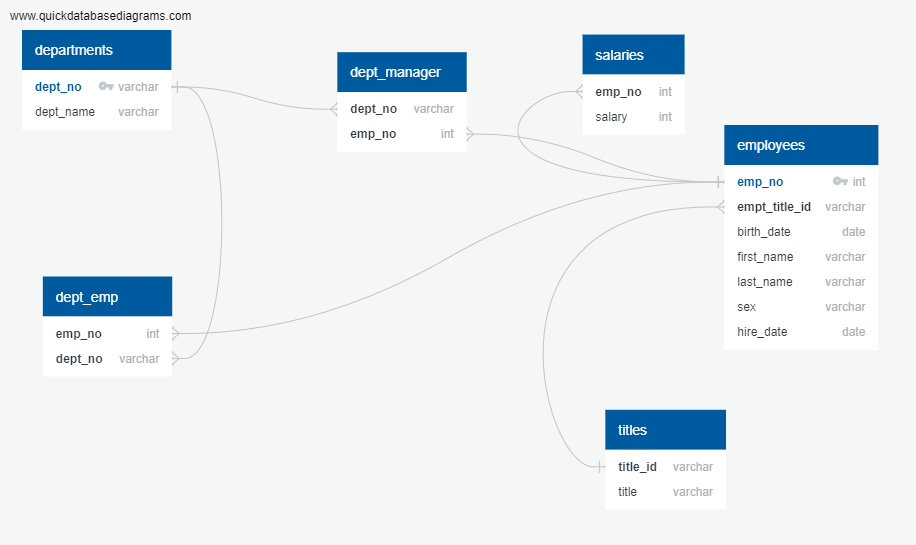 www.quickdatabasediagrams.com
departments
dept_no varchar
dept_name varchar
dept_manager
dept_no varchar
emp_no int
salaries
emp_no int
salary int
employees
emp_no int
empt_title_id varchar
birth_date date
first_name varchar
last_name varchar
sex varchar
hire_date date
dept_emp
emp_no int
dept_no varchar
titles
title_id varchar
title varchar